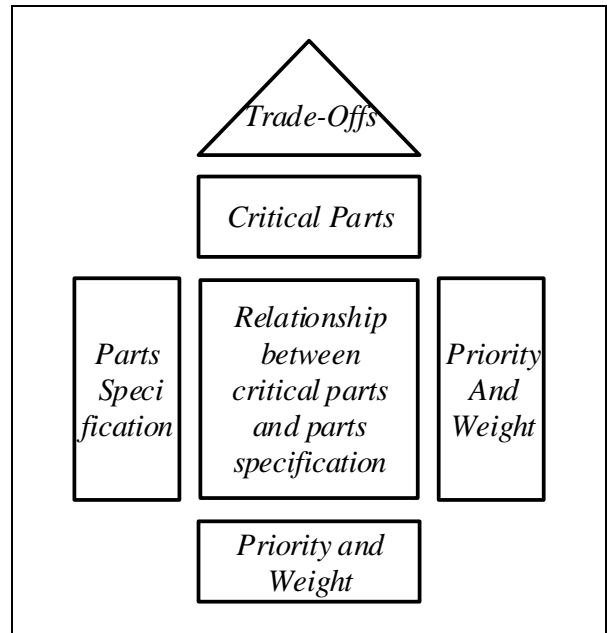 Trade-Offs
Critical Parts
Parts
Speci
fication
Relationship
between
critical parts
and parts
specification
Priority
And
Weight
Priority and
Weight